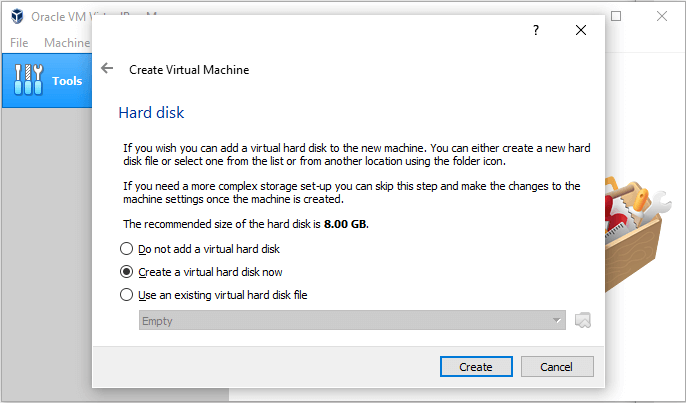 Oracle VM
File Machine
Tools
?
Create Virtual Machine
Hard disk
If you wish you can add a virtual hard disk to the new machine. You can either create a new hard
disk file or select one from the list or from another location using the folder icon.
If you need a more complex storage set-up you can skip this step and make the changes to the
machine settings once the machine is created.
The recommended size of the hard disk is 8.00 GB.
Do not add a virtual hard disk
Create a virtual hard disk now
Use an existing virtual hard disk file
Empty
Create Cancel